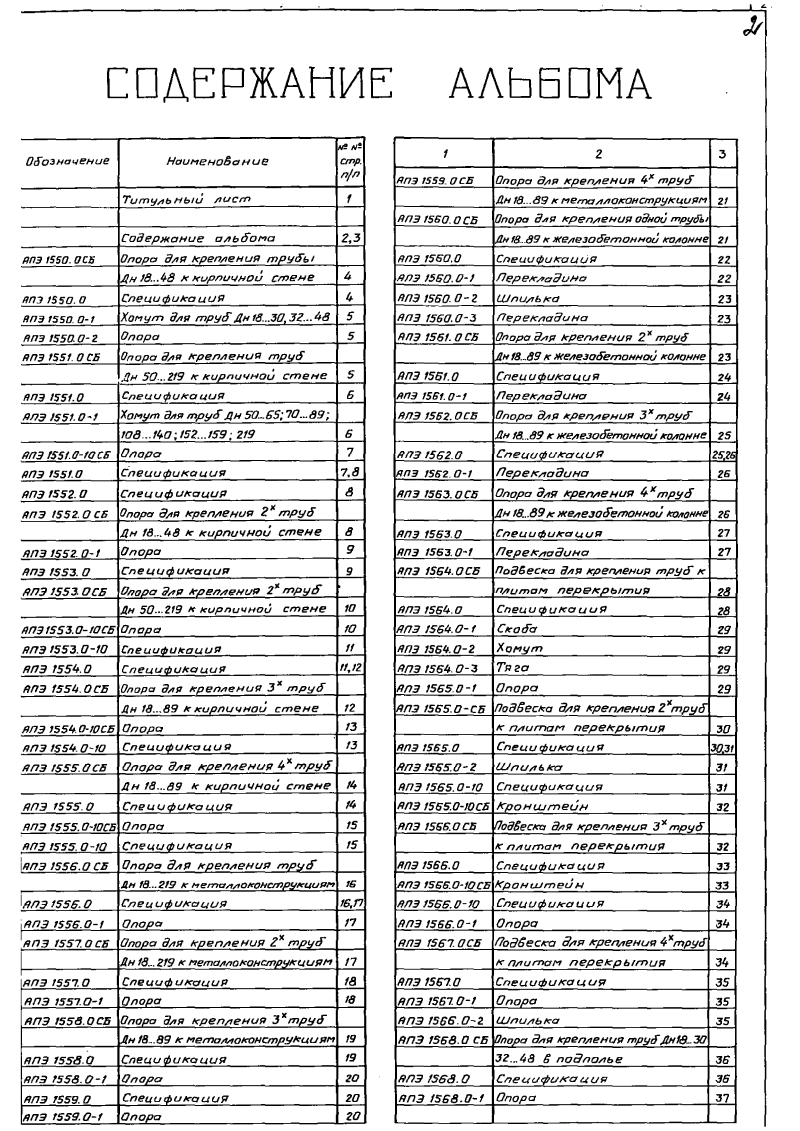 2
СОДЕРЖАНИЕ АЛЬБОМА
Обозначение Наименование №№ стр. п/п
Титульный лист 1
Содержание альбома 2,3
АПЭ 1550.0СБ Опора для крепления трубы
Дн 18...48 к кирпичной стене 4
АПЭ 1550.0 Спецификация 4
АПЭ 1550.0-1 Хомут для труб Дн 18...30, 32...48 5
АПЭ 1550.0-2 Опора 5
АПЭ 1551.0СБ Опора для крепления труб
Дн 50...219 к кирпичной стене 5
АПЭ 1551.0 Спецификация 6
АПЭ 1551.0-1 Хомут для труб Дн 50...65; 70...89;
108...140; 152...159; 219 6
АПЭ 1551.0-10СБ Опора 7
АПЭ 1551.0 Спецификация 7,8
АПЭ 1552.0 Спецификация 8
АПЭ 1552.0СБ Опора для крепления 2х труб
Дн 18...48 к кирпичной стене 8
АПЭ 1552.0-1 Опора 9
АПЭ 1553.0 Спецификация 9
АПЭ 1553.0СБ Опора для крепления 2х труб
Дн 50...219 к кирпичной стене 10
АПЭ 1553.0-10СБ Опора 10
АПЭ 1553.0-10 Спецификация 11
АПЭ 1554.0 Спецификация 11,12
АПЭ 1554.0СБ Опора для крепления 3х труб
Дн 18...89 к кирпичной стене 12
АПЭ 1554.0-10СБ Опора 13
АПЭ 1554.0-10 Спецификация 13
АПЭ 1555.0СБ Опора для крепления 4х труб
Дн 18...89 к кирпичной стене 14
АПЭ 1555.0 Спецификация 14
АПЭ 1555.0-10СБ Опора 15
АПЭ 1555.0-10 Спецификация 15
АПЭ 1556.0СБ Опора для крепления труб
Дн 18...219 к металлоконструкциям 16
АПЭ 1556.0 Спецификация 16,17
АПЭ 1556.0-1 Опора 17
АПЭ 1557.0СБ Опора для крепления 2х труб
Дн 18...219 к металлоконструкциям 17
АПЭ 1557.0 Спецификация 18
АПЭ 1557.0-1 Опора 18
АПЭ 1558.0СБ Опора для крепления 3х труб
Дн 18...89 к металлоконструкциям 19
АПЭ 1558.0 Спецификация 19
АПЭ 1558.0-1 Опора 20
АПЭ 1559.0 Спецификация 20
АПЭ 1559.0-1 Опора 20
1 2 3
АПЭ 1559.0СБ Опора для крепления 4х труб
Дн 18...89 к металлоконструкциям 21
АПЭ 1560.0СБ Опора для крепления одной трубы
Дн 18...89 к железобетонной колонне 21
АПЭ 1560.0 Спецификация 22
АПЭ 1560.0-1 Перекладина 22
АПЭ 1560.0-2 Шпилька 23
АПЭ 1560.0-3 Перекладина 23
АПЭ 1561.0СБ Опора для крепления 2х труб
Дн 18...89 к железобетонной колонне 23
АПЭ 1561.0 Спецификация 24
АПЭ 1561.0-1 Перекладина 24
АПЭ 1562.0СБ Опора для крепления 3х труб
Дн 18...89 к железобетонной колонне 25
АПЭ 1562.0 Спецификация 25,26
АПЭ 1562.0-1 Перекладина 26
АПЭ 1563.0СБ Опора для крепления 4х труб
Дн 18...89 к железобетонной колонне 26
АПЭ 1563.0 Спецификация 27
АПЭ 1563.0-1 Перекладина 27
АПЭ 1564.0СБ Подвеска для крепления труб к
плитам перекрытия 28
АПЭ 1564.0 Спецификация 28
АПЭ 1564.0-1 Скоба 29
АПЭ 1564.0-2 Хомут 29
АПЭ 1564.0-3 Тяга 29
АПЭ 1565.0-1 Опора 29
АПЭ 1565.0-СБ Подвеска для крепления 2х труб
к плитам перекрытия 30
АПЭ 1565.0 Спецификация 30,31
АПЭ 1565.0-2 Шпилька 31
АПЭ 1565.0-10 Спецификация 31
АПЭ 1565.0-10СБ Кронштейн 32
АПЭ 1566.0СБ Подвеска для крепления 3х труб
к плитам перекрытия 32
АПЭ 1566.0 Спецификация 33
АПЭ 1566.0-10СБ Кронштейн 33
АПЭ 1566.0-10 Спецификация 34
АПЭ 1566.0-1 Опора 34
АПЭ 1567.0СБ Подвеска для крепления 4х труб
к плитам перекрытия 34
АПЭ 1567.0 Спецификация 35
АПЭ 1567.0-1 Опора 35
АПЭ 1566.0-2 Шпилька 35
АПЭ 1568.0СБ Опора для крепления труб Дн 18...30
32...48 в подполье 36
АПЭ 1568.0 Спецификация 36
АПЭ 1568.0-1 Опора 37